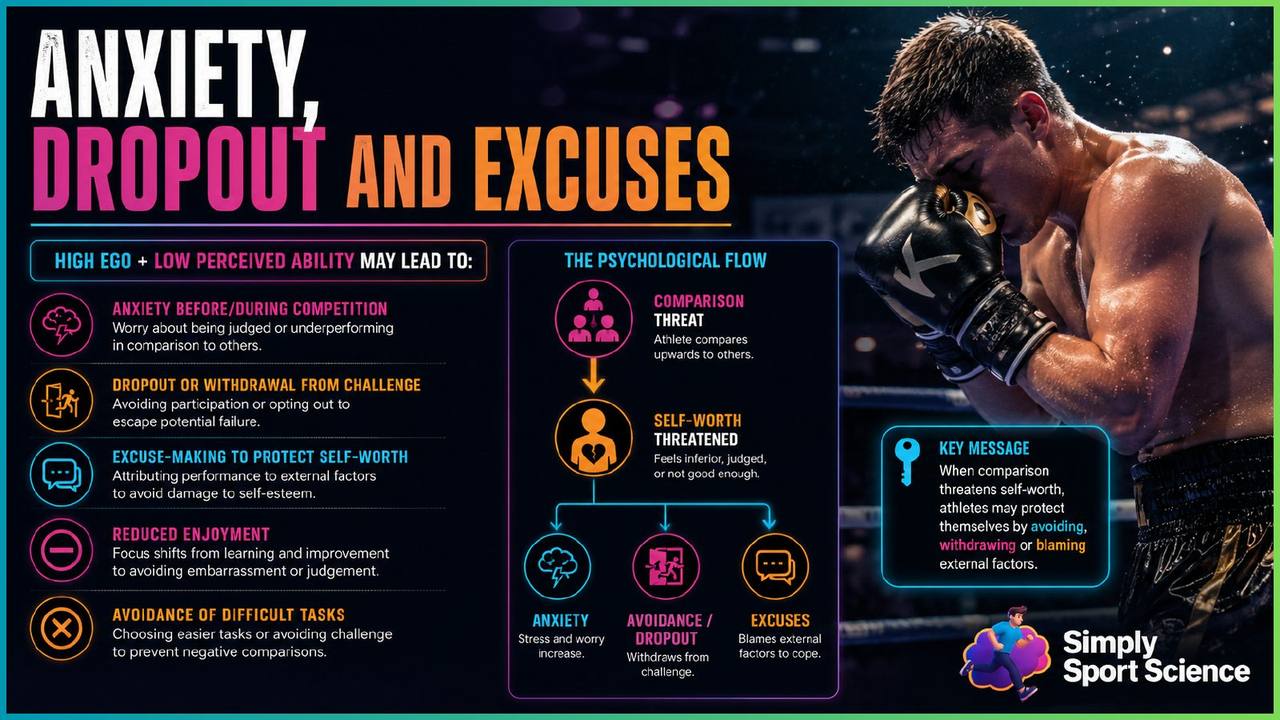 ANXIETY,
DROPOUT AND EXCUSES
HIGH EGO + LOW PERCEIVED ABILITY MAY LEAD TO:
ANXIETY BEFORE/DURING COMPETITION
Worry about being judged or underperforming
in comparison to others.
DROPOUT OR WITHDRAWAL FROM CHALLENGE
Avoiding participation or opting out to
escape potential failure.
EXCUSE-MAKING TO PROTECT SELF-WORTH
Attributing performance to external factors
to avoid damage to self-esteem.
REDUCED ENJOYMENT
Focus shifts from learning and improvement
to avoiding embarrassment or judgement.
AVOIDANCE OF DIFFICULT TASKS
Choosing easier tasks or avoiding challenge
to prevent negative comparisons.
THE PSYCHOLOGICAL FLOW
COMPARISON
THREAT
Athlete compares
upwards to others.
SELF-WORTH
THREATENED
Feels inferior, judged,
or not good enough.
ANXIETY
Stress and worry
increase.
AVOIDANCE /
DROPOUT
Withdraws from
challenge.
EXCUSES
Blames external
factors to cope.
K
KEY MESSAGE
When comparison
threatens self-worth,
athletes may protect
themselves by avoiding,
withdrawing or blaming
external factors.
Simply
Sport Science